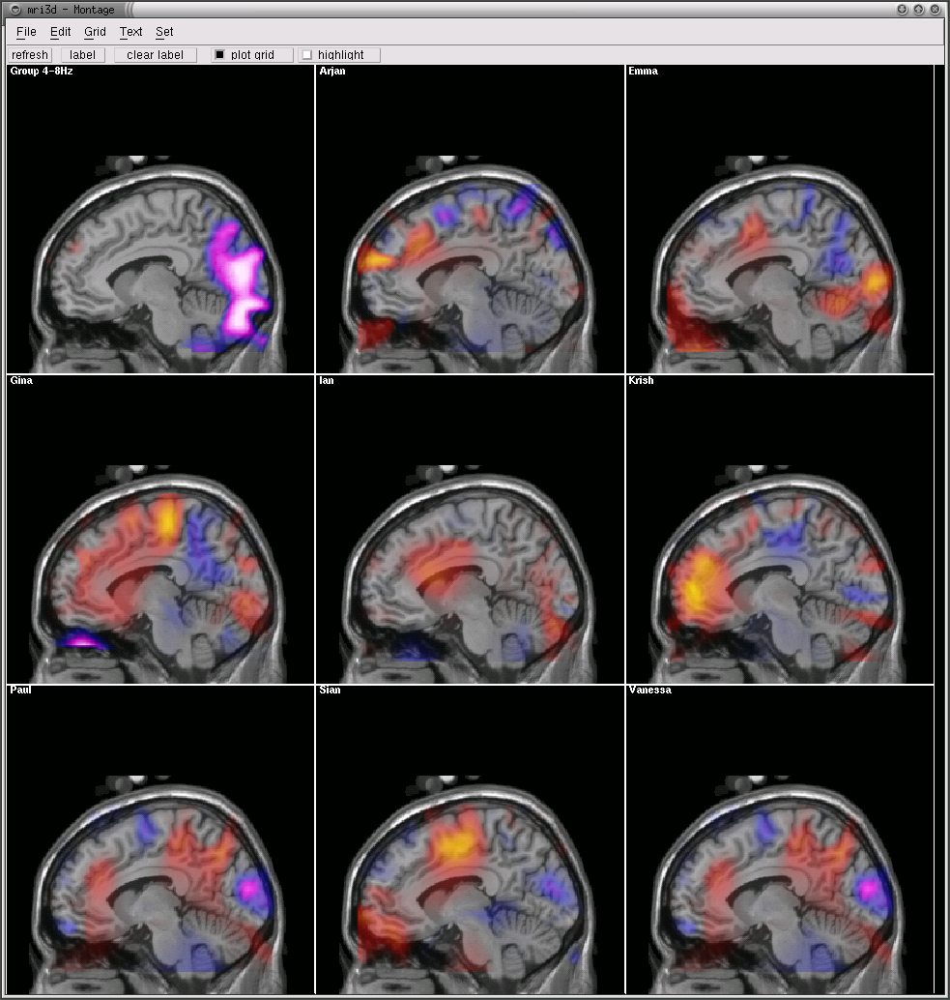 mri3d - Montage
File Edit Grid Text Set
refresh label clear label plot grid highlight
Group 4-8Hz Arjan Emma
Gina Ian Krish
Paul Sian Vanessa